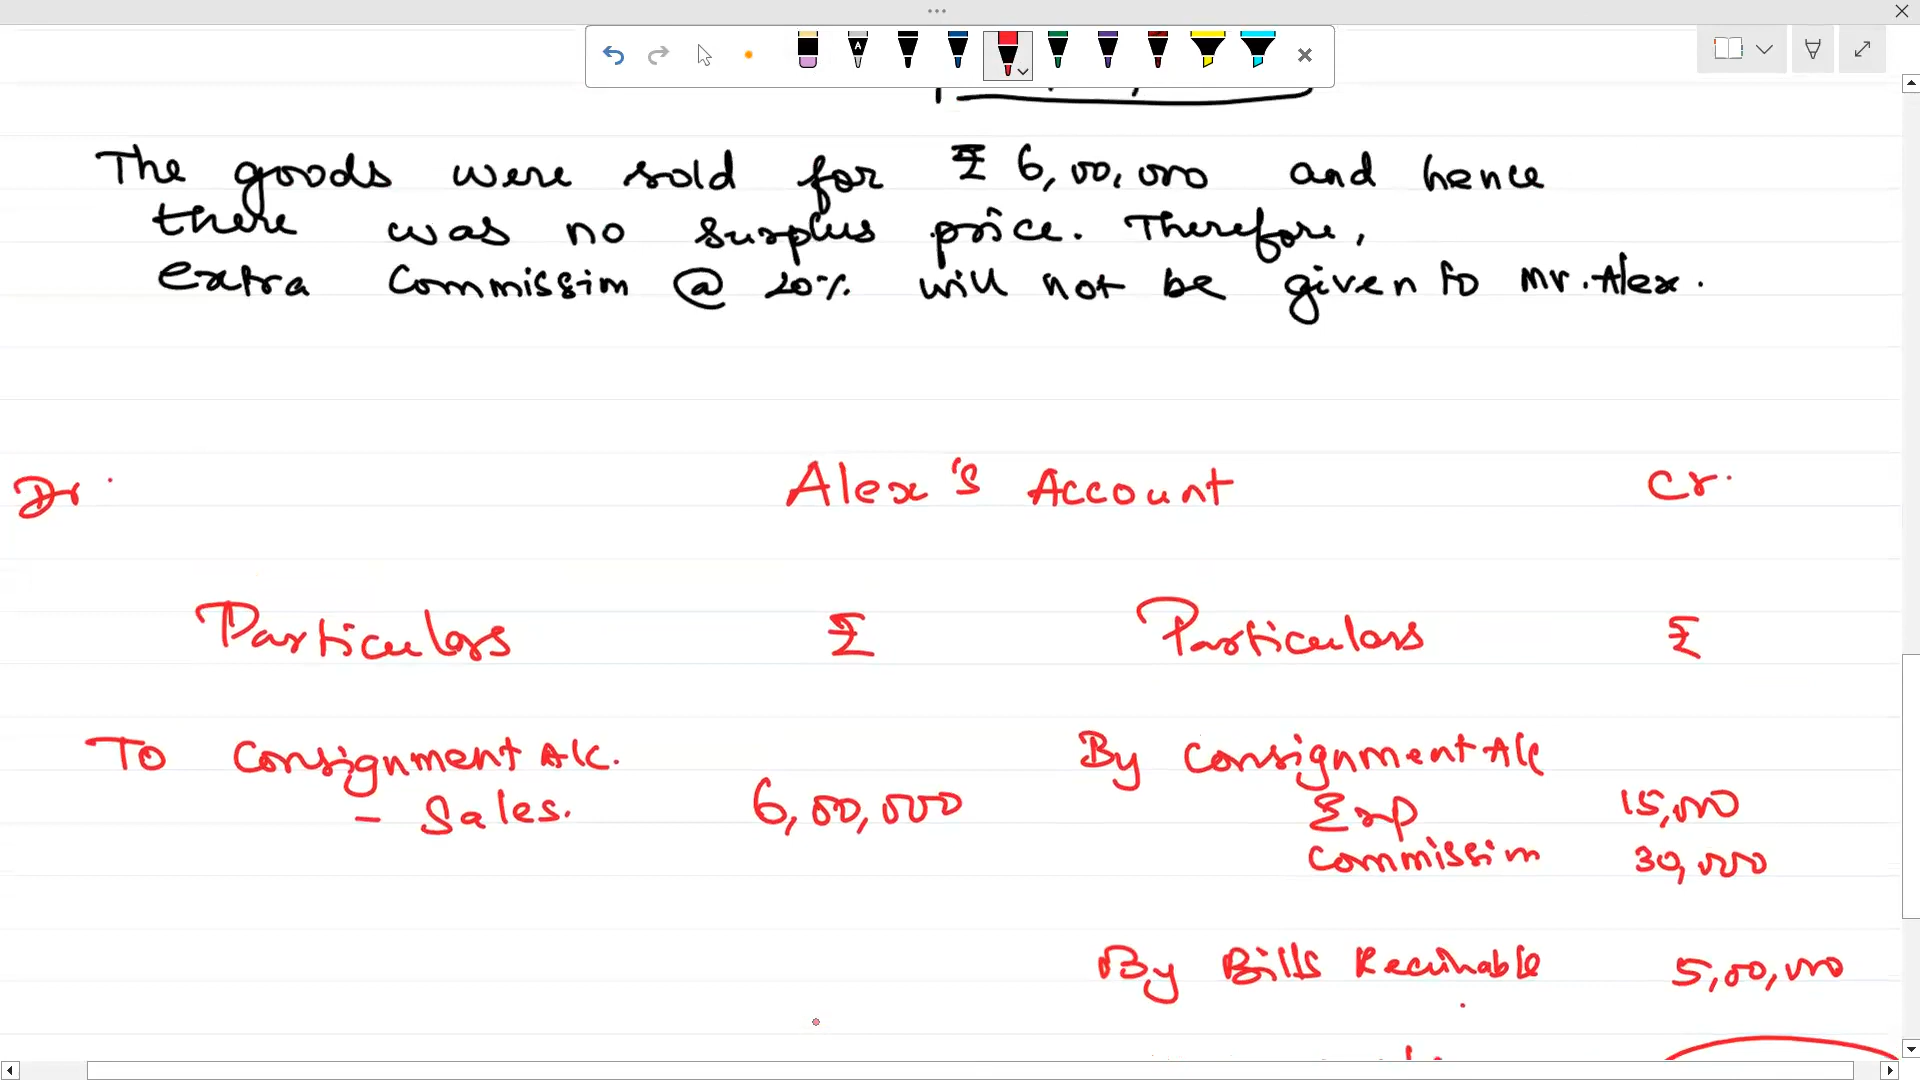 The goods were sold for ₹ 6,00,000 and hence
there was no surplus price. Therefore,
extra Commission @ 20% will not be given to Mr. Alex.
Dr. Alex's Account Cr.
Particulars ₹ Particulars ₹
To Consignment A/c. By Consignment A/c
- Sales. 6,00,000 Exp 15,000
Commission 30,000
By Bills Receivable 5,00,000